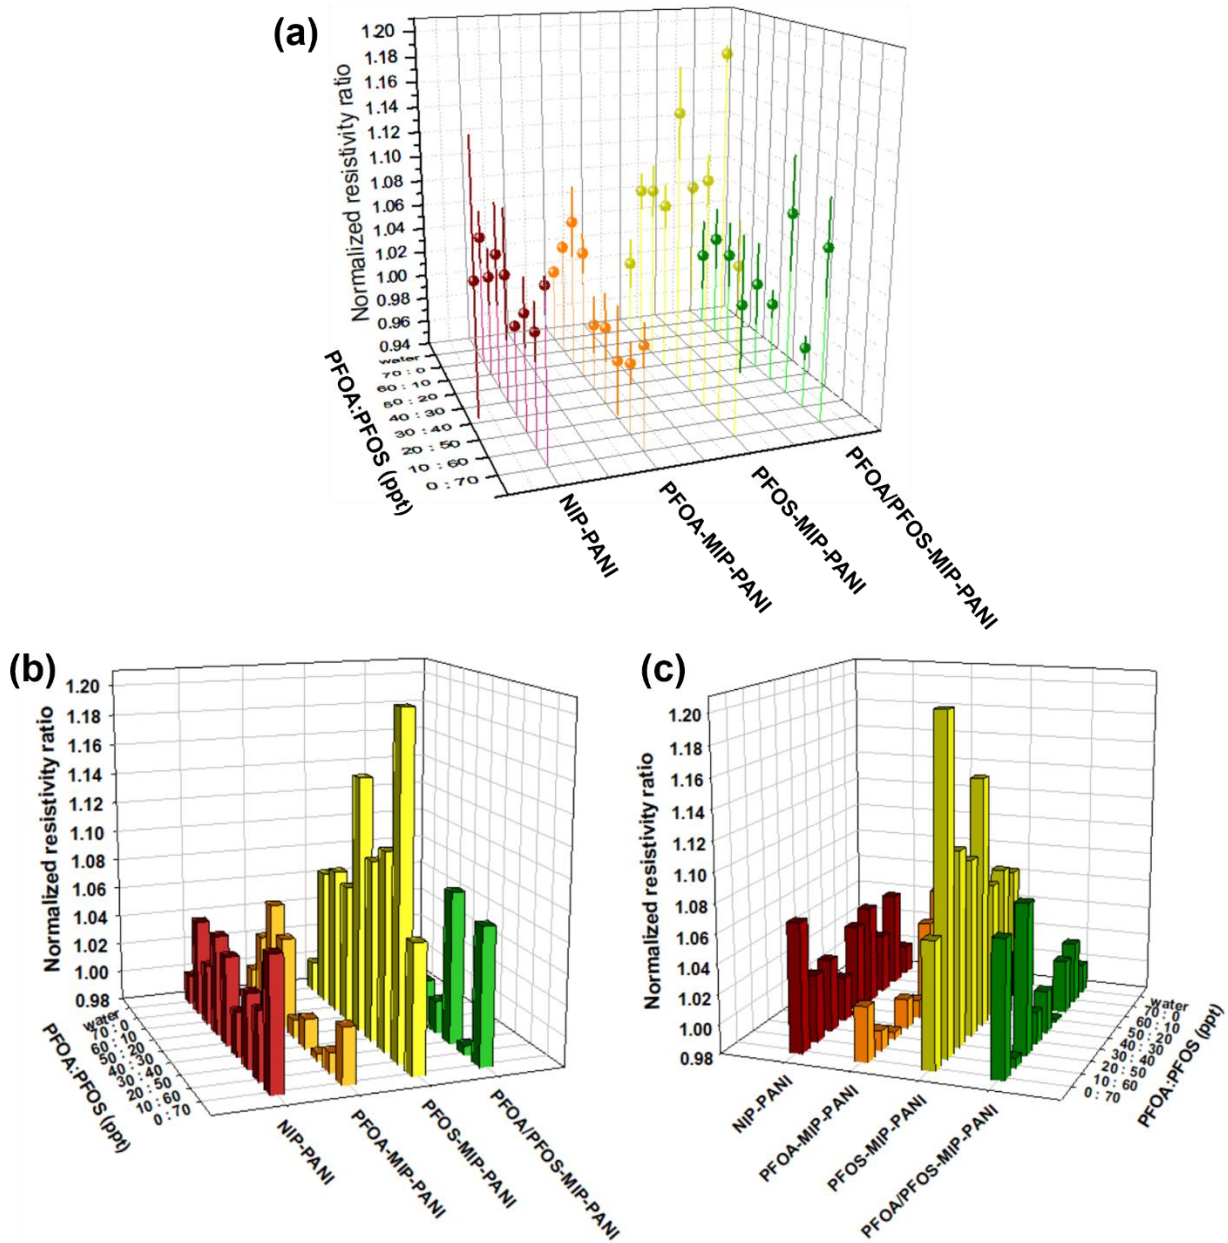 (a)
Normalized resistivity ratio
1.20
1.18
1.16
1.14
1.12
1.10
1.08
1.06
1.04
1.02
1.00
0.98
0.96
0.94
PFOA:PFOS (ppt)
water
70 : 0
60 : 10
50 : 20
40 : 30
30 : 40
20 : 50
10 : 60
0 : 70
NIP-PANI
PFOA-MIP-PANI
PFOS-MIP-PANI
PFOA/PFOS-MIP-PANI
(b)
Normalized resistivity ratio
1.20
1.18
1.16
1.14
1.12
1.10
1.08
1.06
1.04
1.02
1.00
0.98
PFOA:PFOS (ppt)
water
70 : 0
60 : 10
50 : 20
40 : 30
30 : 40
20 : 50
10 : 60
0 : 70
NIP-PANI
PFOA-MIP-PANI
PFOS-MIP-PANI
PFOA/PFOS-MIP-PANI
(c)
Normalized resistivity ratio
1.20
1.18
1.16
1.14
1.12
1.10
1.08
1.06
1.04
1.02
1.00
0.98
NIP-PANI
PFOA-MIP-PANI
PFOS-MIP-PANI
PFOA/PFOS-MIP-PANI
water
70 : 0
60 : 10
50 : 20
40 : 30
30 : 40
20 : 50
10 : 60
0 : 70
PFOA:PFOS (ppt)